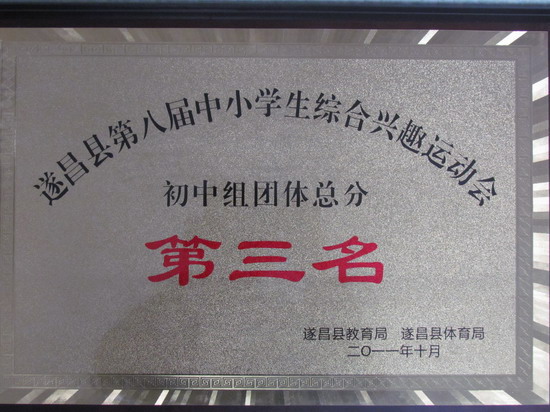 遂昌县第八届中小学生综合兴趣运动会
初中组团体总分
第三名
遂昌县教育局 遂昌县体育局
二〇一一年十月